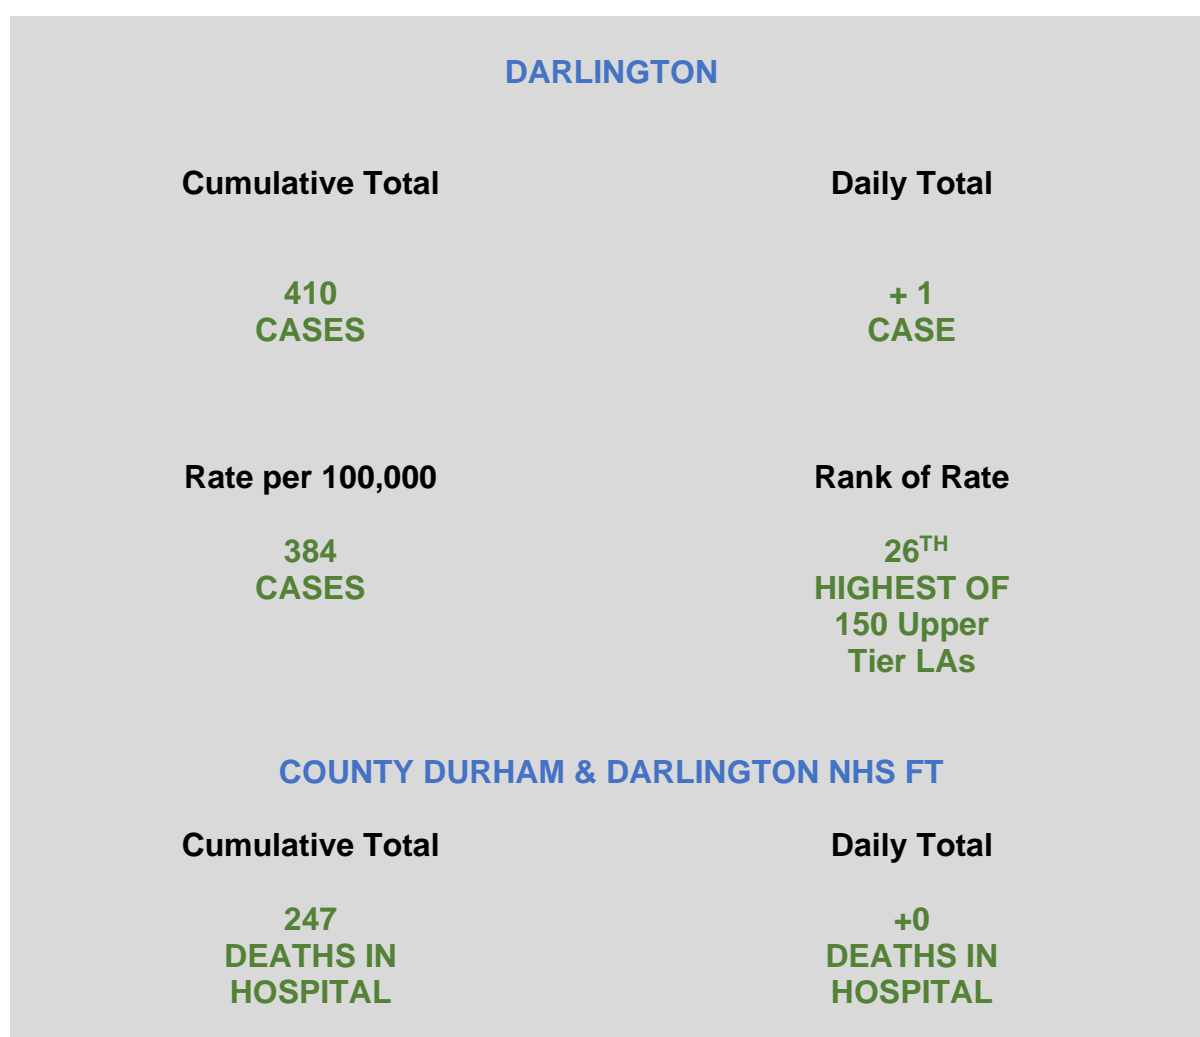 DARLINGTON
Cumulative Total
Daily Total
410
CASES
+ 1
CASE
Rate per 100,000
Rank of Rate
384
CASES
26TH
HIGHEST OF
150 Upper
Tier LAs
COUNTY DURHAM & DARLINGTON NHS FT
Cumulative Total
Daily Total
247
DEATHS IN
HOSPITAL
+0
DEATHS IN
HOSPITAL